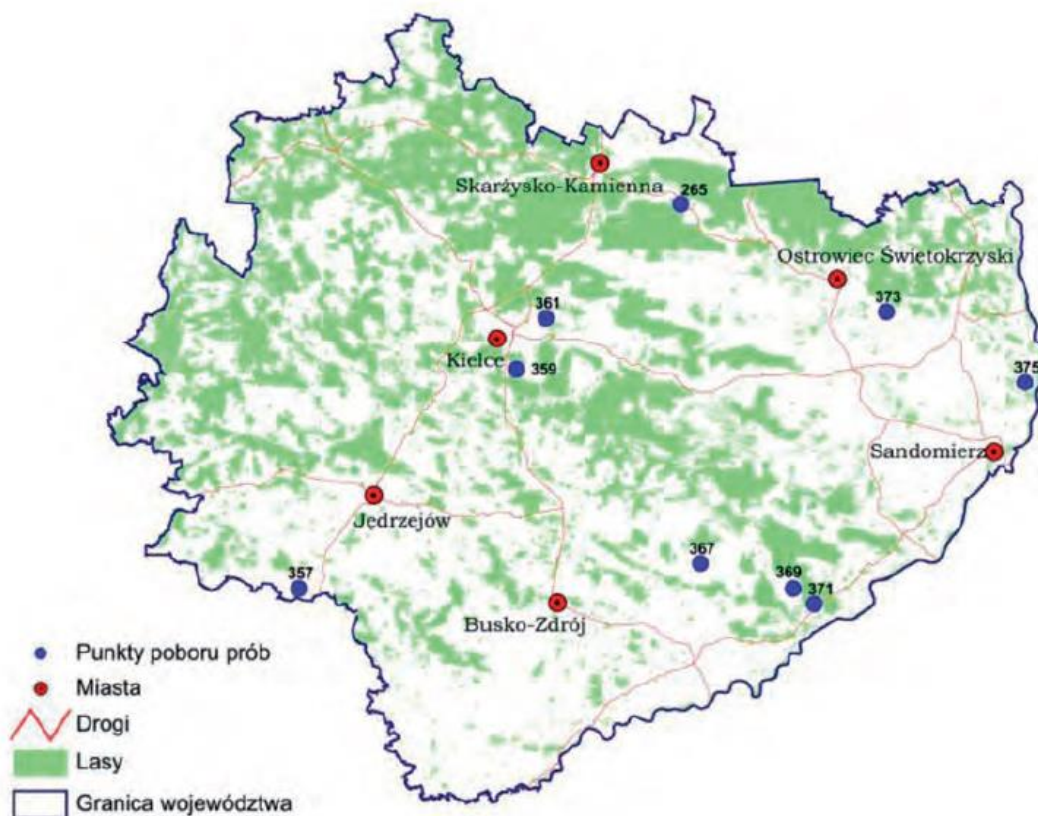 Skarżysko-Kamienna
265
Ostrowiec Świętokrzyski
373
361
Kielce
359
375
Sandomierz
Jędrzejów
367
369
371
357
Busko-Zdrój
Punkty poboru prób
Miasta
Drogi
Lasy
Granica województwa